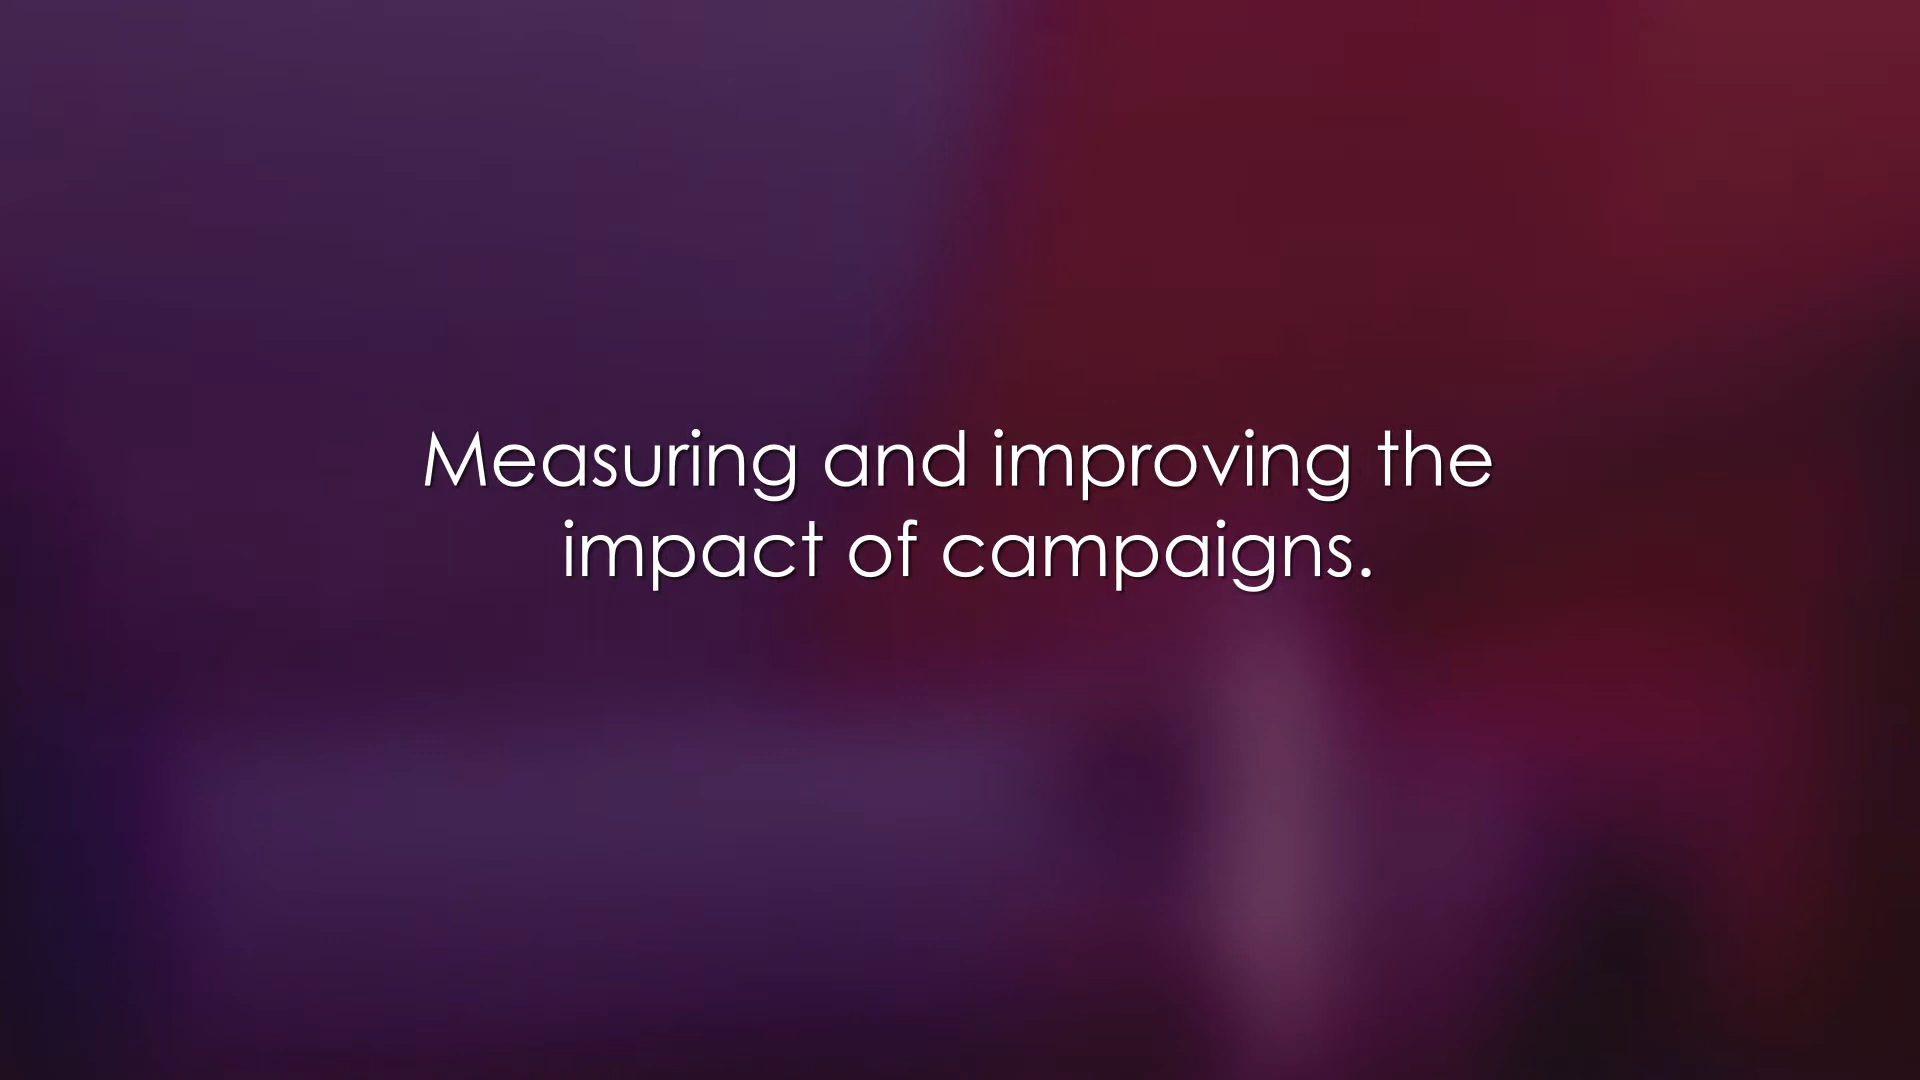 Measuring and improving the
impact of campaigns.